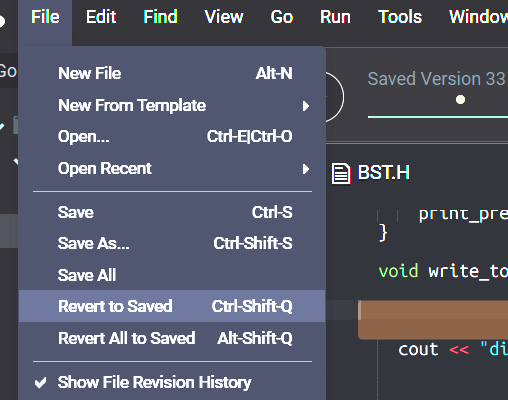 File Edit Find View Go Run Tools Window
Go
Saved Version 33
New File Alt-N
New From Template
Open... Ctrl-E|Ctrl-O
Open Recent
BST.H
Save Ctrl-S
print_pre
}
Save As... Ctrl-Shift-S
Save All
void write_to
Revert to Saved Ctrl-Shift-Q
Revert All to Saved Alt-Shift-Q
cout << "di
Show File Revision History